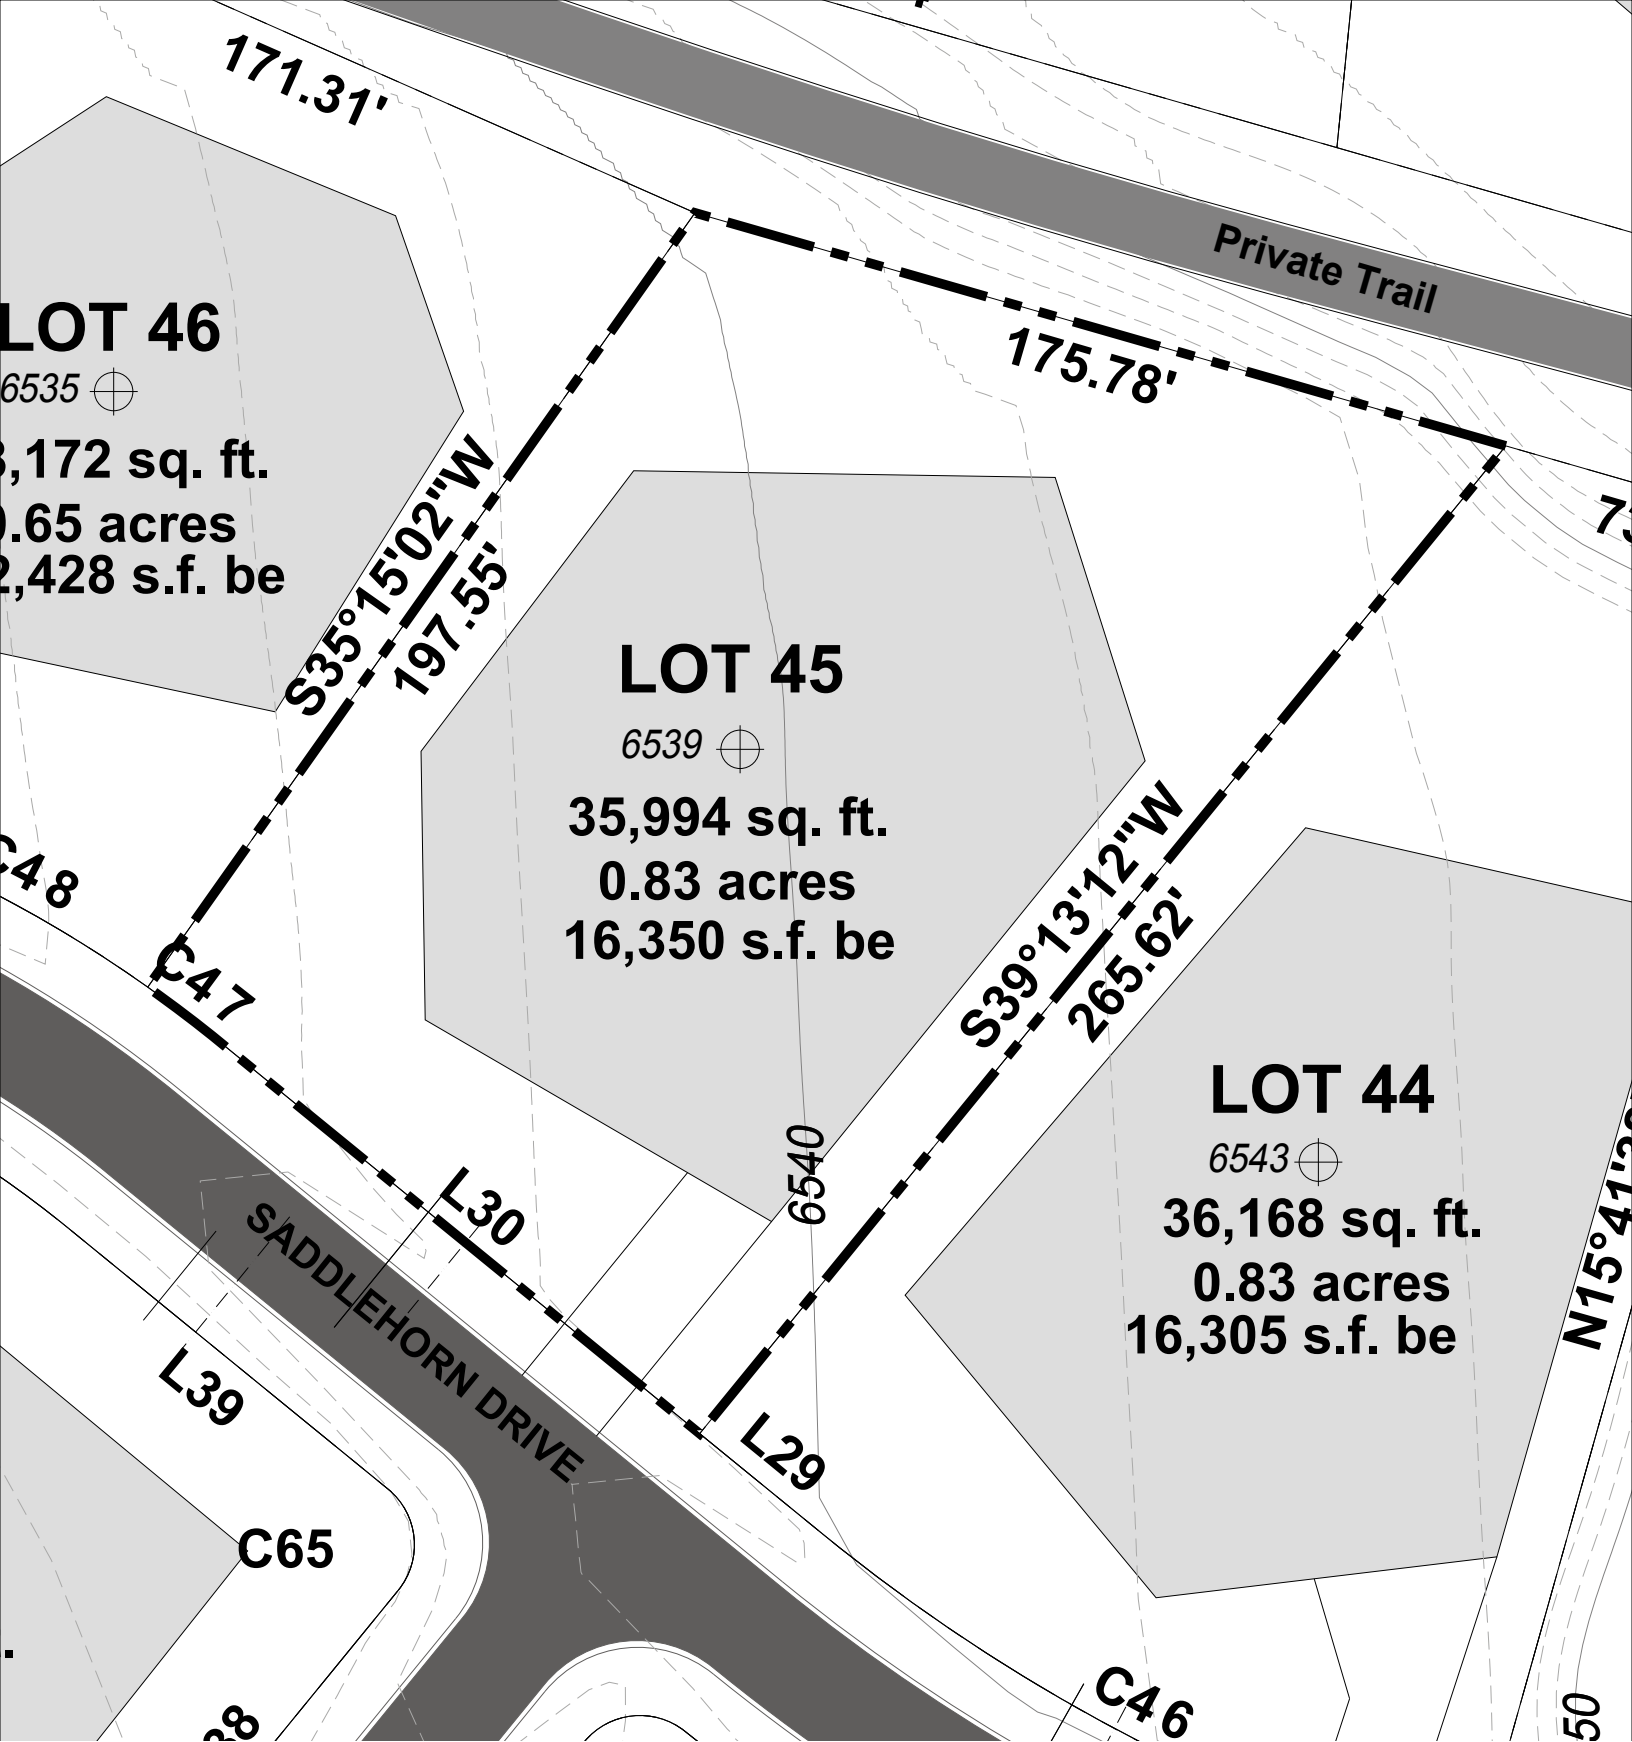 171.31'
Private Trail
LOT 46
6535
,172 sq. ft.
.65 acres
,428 s.f. be
175.78'
S35°15'02"W
197.55'
LOT 45
6539
35,994 sq. ft.
0.83 acres
16,350 s.f. be
C48
C47
S39°13'12"W
265.62'
LOT 44
6543
36,168 sq. ft.
0.83 acres
16,305 s.f. be
6540
L30
SADDLEHORN DRIVE
L39
L29
C65
C46
50